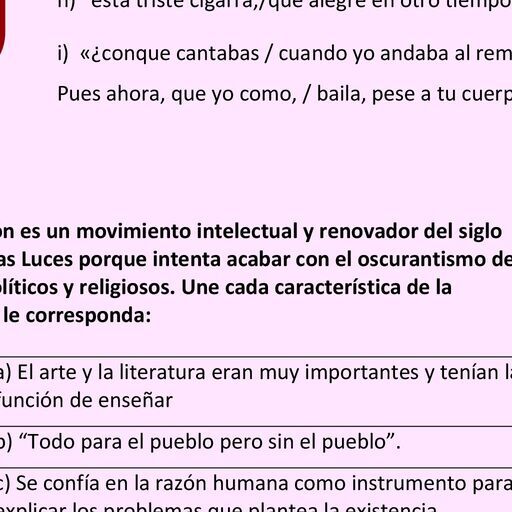 esta triste cigarra,/que alegre en otro tiempo
i) «¿conque cantabas / cuando yo andaba al rem
Pues ahora, que yo como, / baila, pese a tu cuerp
ón es un movimiento intelectual y renovador del siglo
as Luces porque intenta acabar con el oscurantismo de
líticos y religiosos. Une cada característica de la
le corresponda:
a) El arte y la literatura eran muy importantes y tenían la
función de enseñar
b) “Todo para el pueblo pero sin el pueblo”.
c) Se confía en la razón humana como instrumento para
explicar los problemas que plantea la existencia